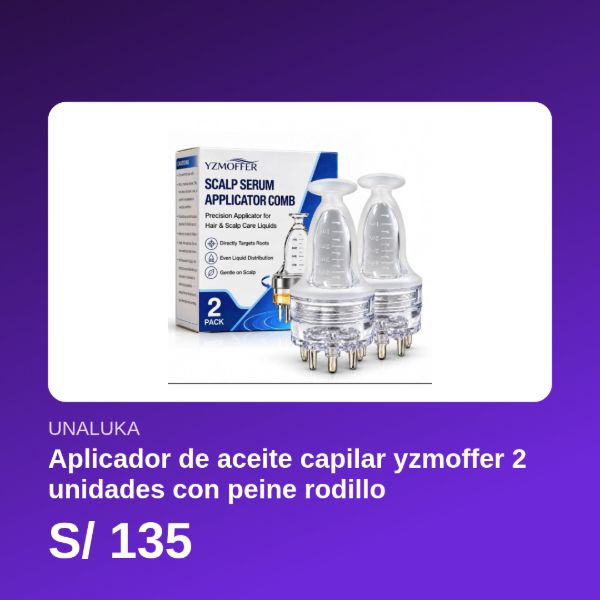 YZMOFFER
SCALP SERUM
APPLICATOR COMB
Precision Applicator for
Hair & Scalp Care Liquids
Directly Targets Roots
Even Liquid Distribution
Gentle on Scalp
2
PACK
UNALUKA
Aplicador de aceite capilar yzmoffer 2
unidades con peine rodillo
S/ 135